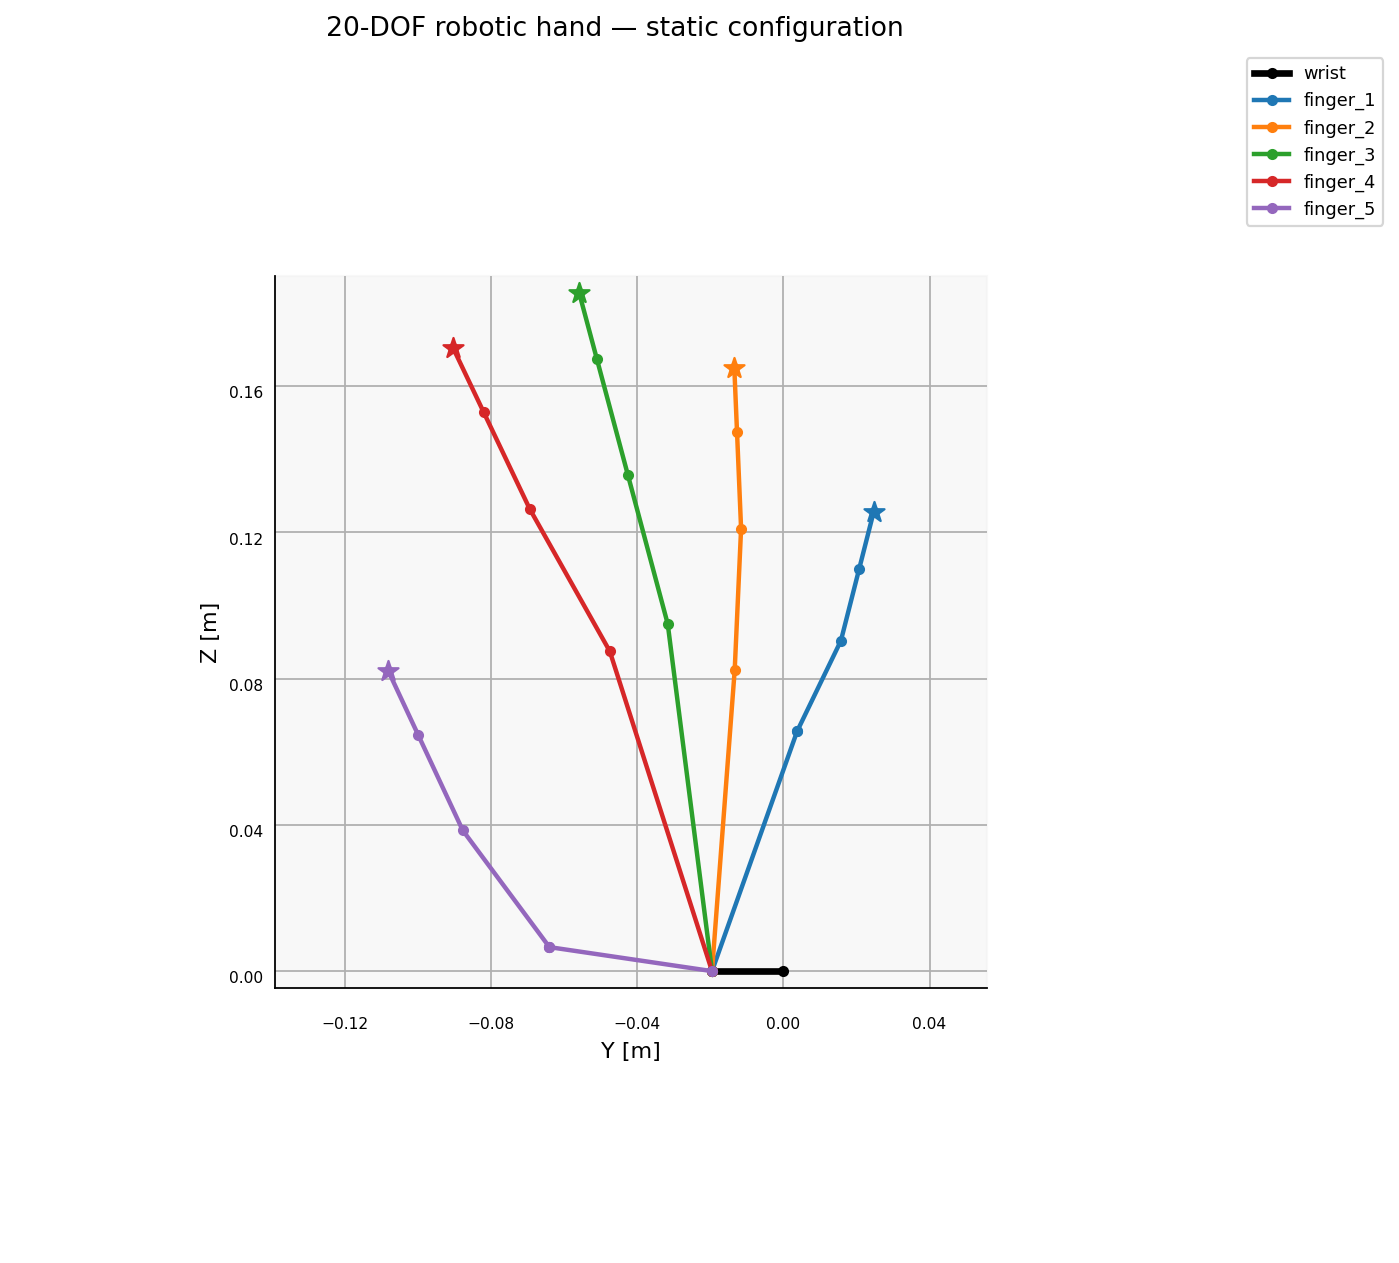 20-DOF robotic hand — static configuration
wrist
finger_1
finger_2
finger_3
finger_4
finger_5
0.16
0.12
0.08
0.04
0.00
Z [m]
−0.12
−0.08
−0.04
0.00
0.04
Y [m]